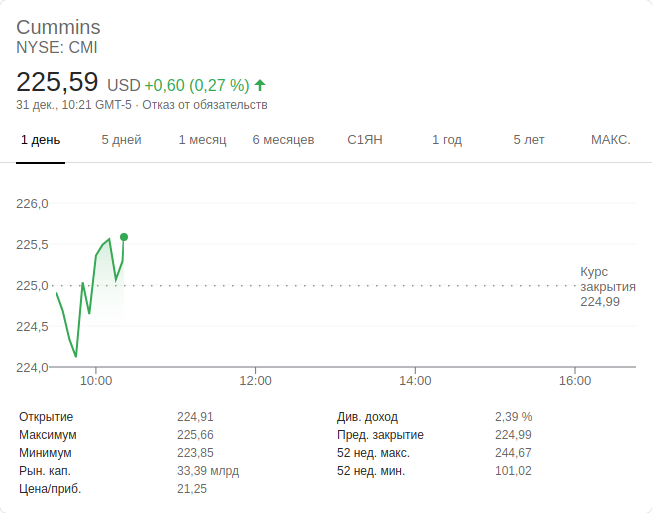 Cummins
NYSE: CMI
225,59 USD +0,60 (0,27 %)
31 дек., 10:21 GMT-5 · Отказ от обязательств
1 день 5 дней 1 месяц 6 месяцев С1ЯН 1 год 5 лет МАКС.
226,0
225,5
225,0
224,5
224,0
Курс
закрытия
224,99
10:00 12:00 14:00 16:00
Открытие 224,91 Див. доход 2,39 %
Максимум 225,66 Пред. закрытие 224,99
Минимум 223,85 52 нед. макс. 244,67
Рын. кап. 33,39 млрд 52 нед. мин. 101,02
Цена/приб. 21,25